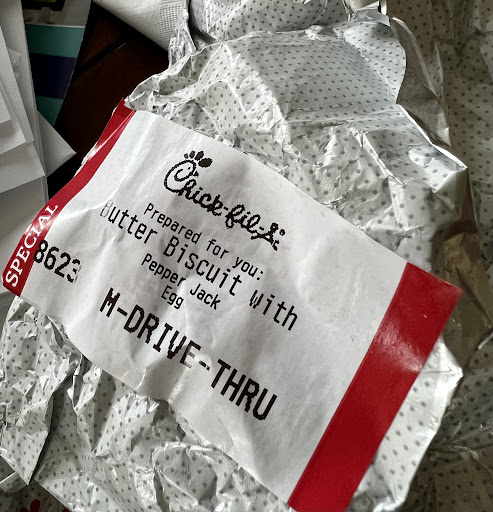 Chick-fil-A
Prepared for you:
Butter Biscuit with
Pepper Jack
Egg
M-DRIVE-THRU
SPECIAL
8623